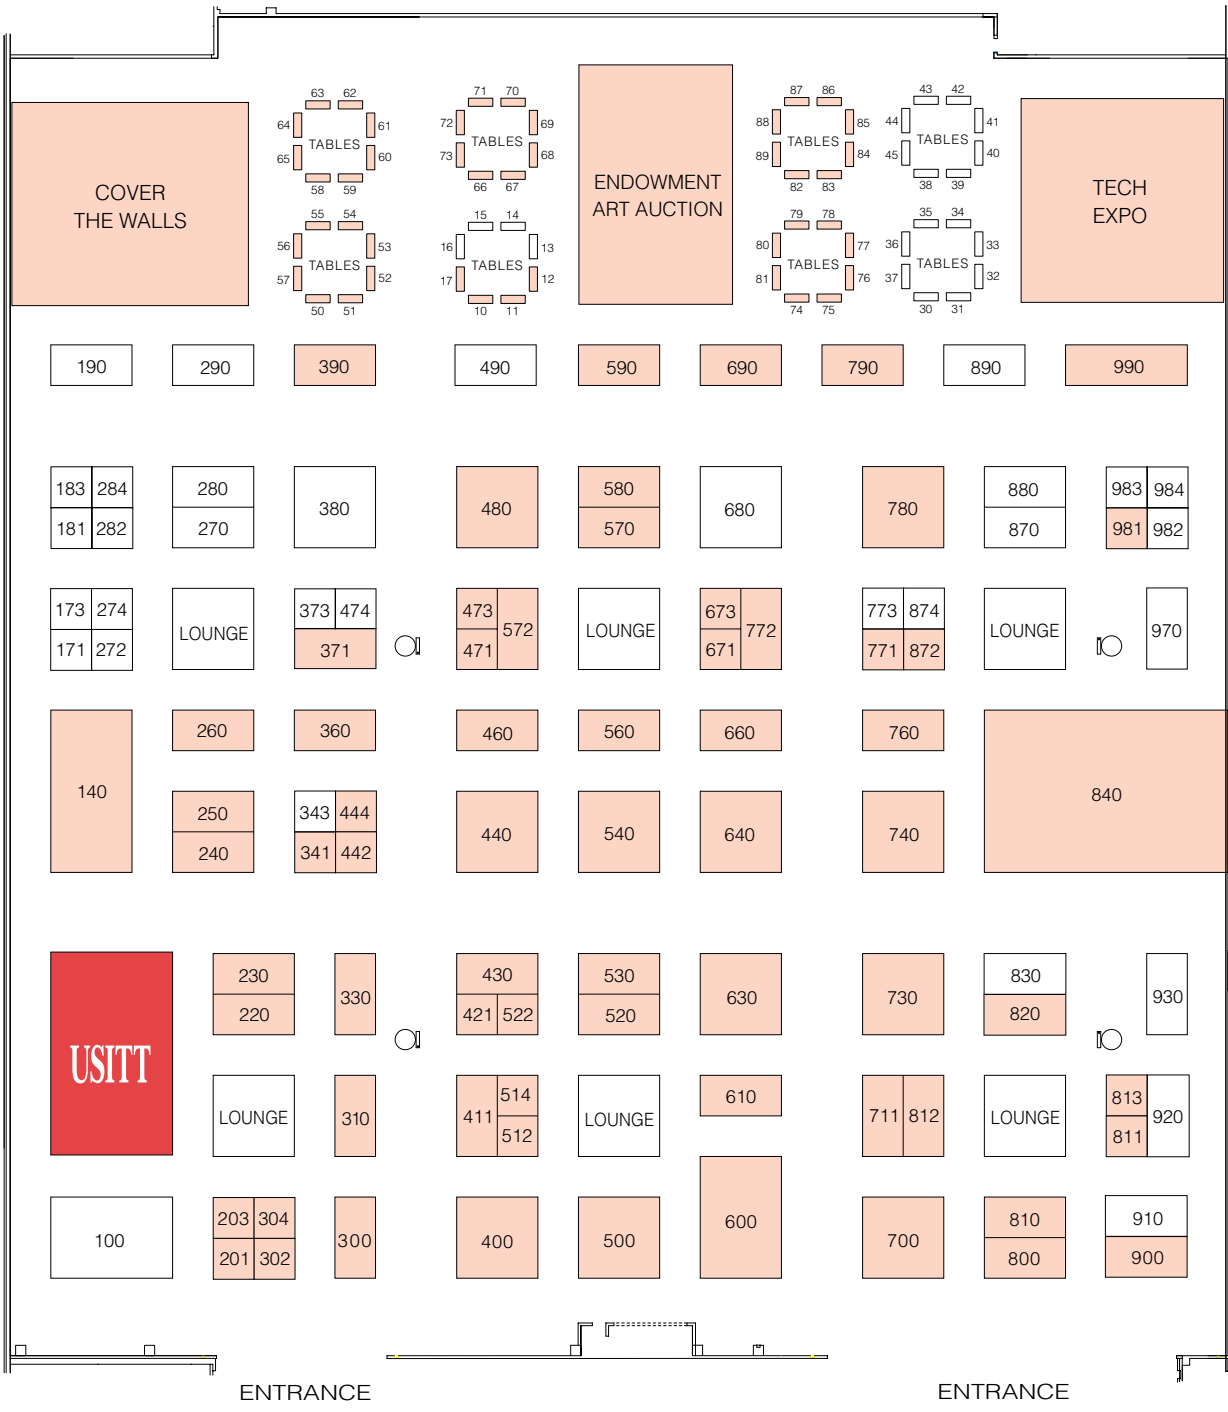 63 62
71 70
87 86
43 42
64 TABLES 61
72 TABLES 69
88 TABLES 85
44 TABLES 41
65 60
73 68
89 84
45 40
58 59
66 67
82 83
38 39
COVER
THE WALLS
ENDOWMENT
ART AUCTION
TECH
EXPO
55 54
15 14
79 78
35 34
56 TABLES 53
16 TABLES 13
80 TABLES 77
36 TABLES 33
57 52
17 12
81 76
37 32
50 51
10 11
74 75
30 31
190 290 390 490 590 690 790 890 990
183 284 280 380 480 580 680 780 880 983 984
181 282 270 570 870 981 982
173 274 LOUNGE 373 474 473 572 LOUNGE 673 772 773 874 LOUNGE 970
171 272 371 471 671 771 872
260 360 460 560 660 760
140 840
250 343 444 440 540 640 740
240 341 442
230 330 430 530 630 730 830 930
220 421 522 520 820
USITT
LOUNGE 310 411 514 LOUNGE 610 711 812 LOUNGE 813 920
512 811
100 203 304 300 400 500 600 700 810 910
201 302 800 900
ENTRANCE ENTRANCE